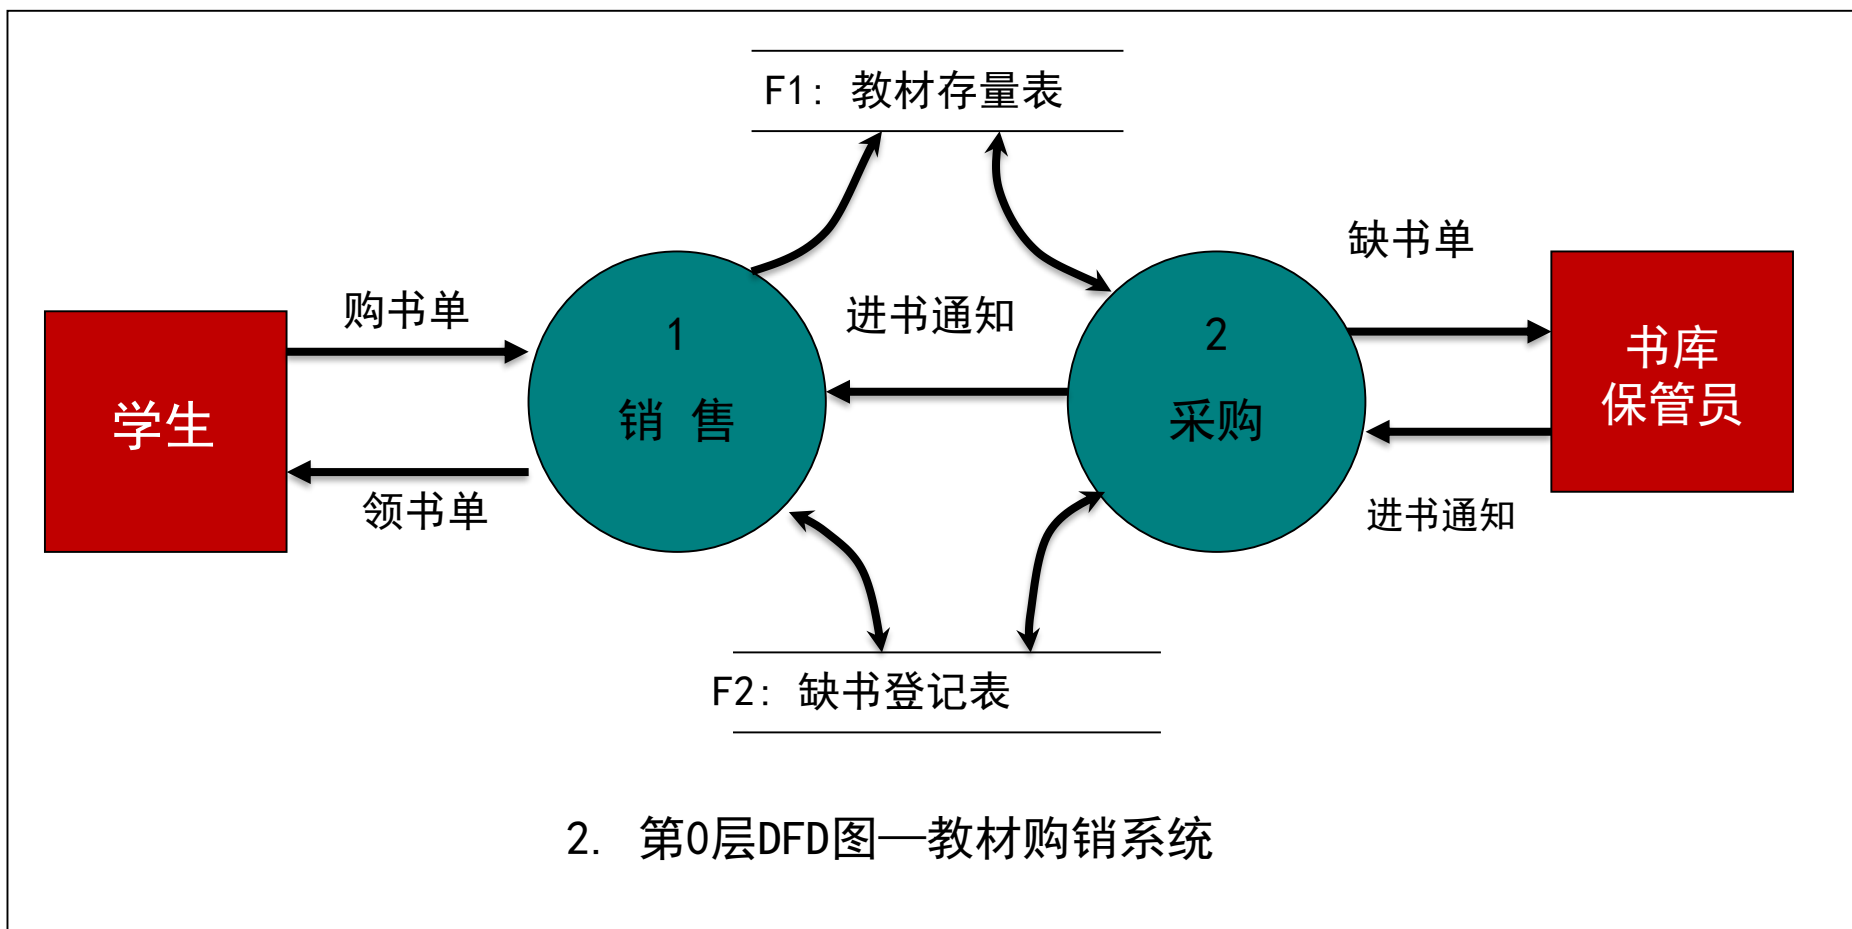 F1: 教材存量表
缺书单
购书单
1
进书通知
2
书库
保管员
学生
销 售
采购
领书单
进书通知
F2: 缺书登记表
2. 第0层DFD图—教材购销系统